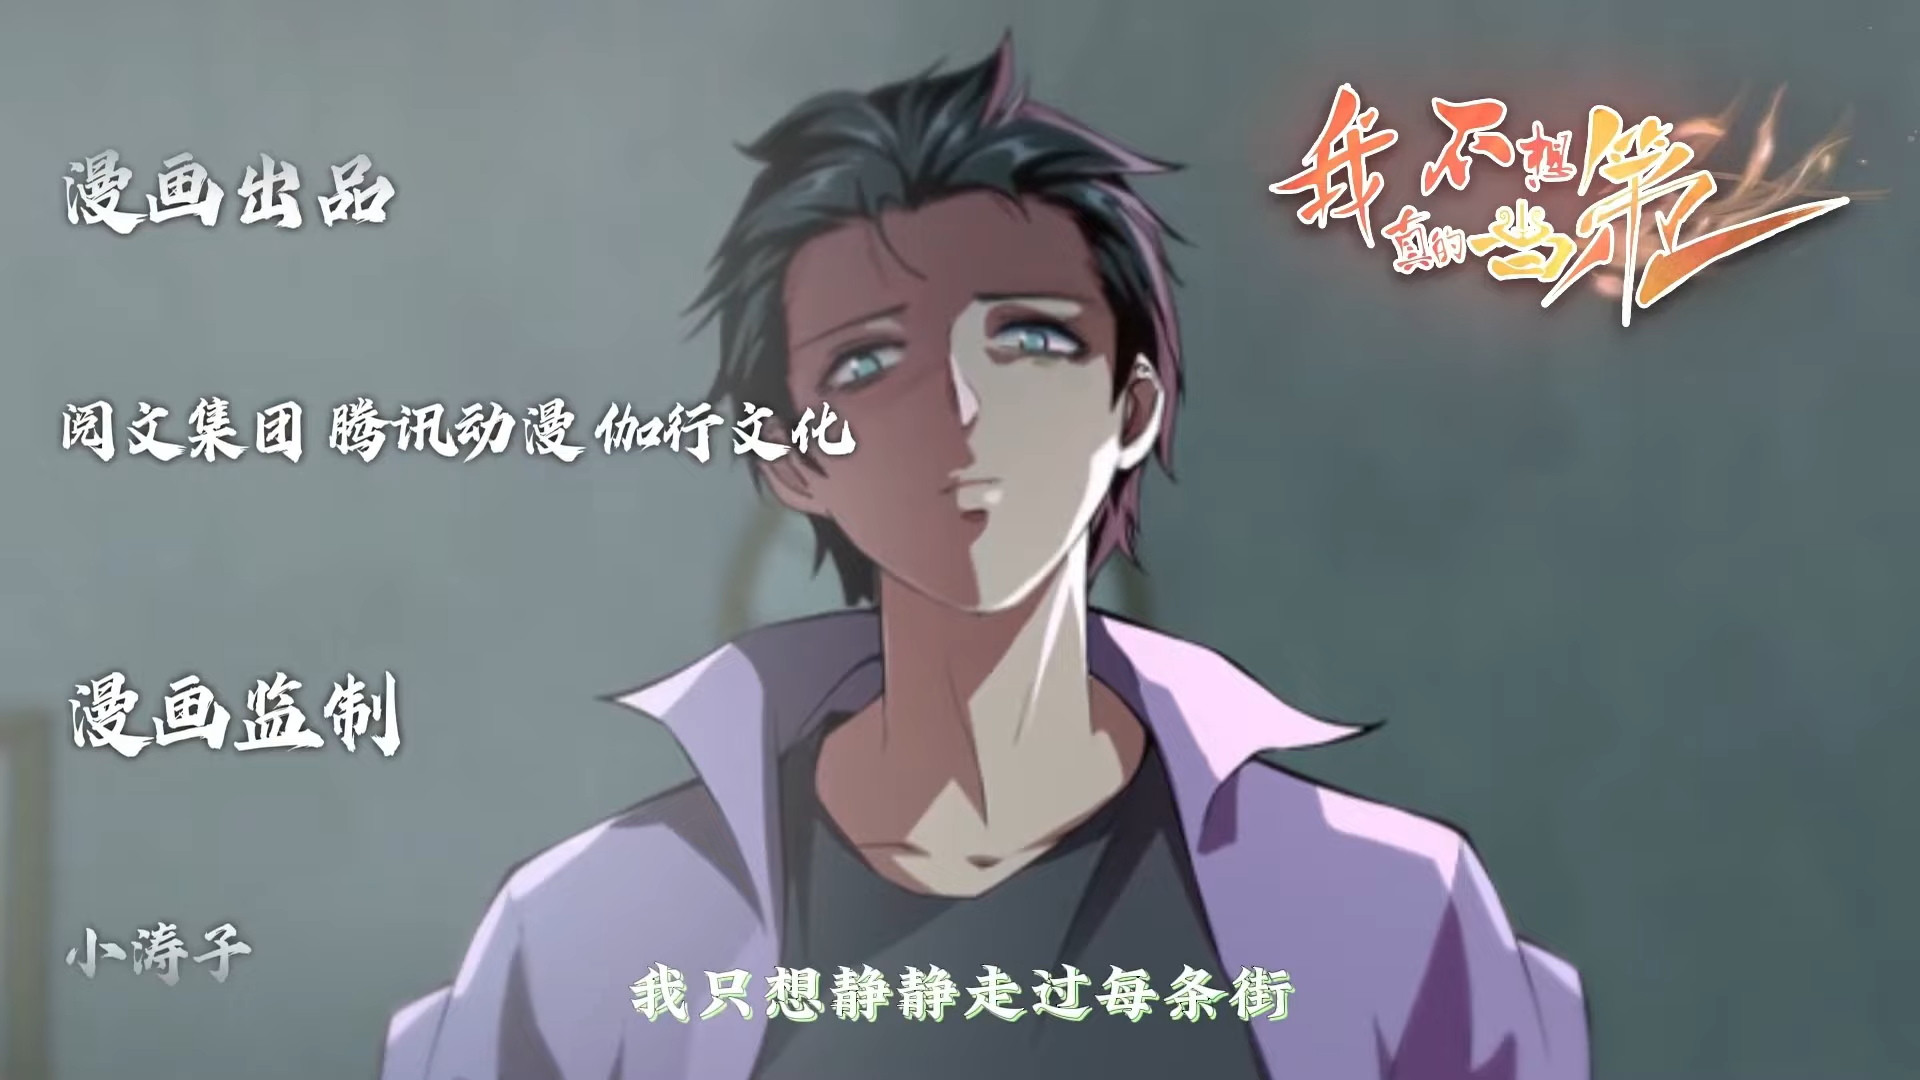 漫画出品
我真的不想当第一
阅文集团 腾讯动漫 伽行文化
漫画监制
小涛子
我只想静静走过每条街